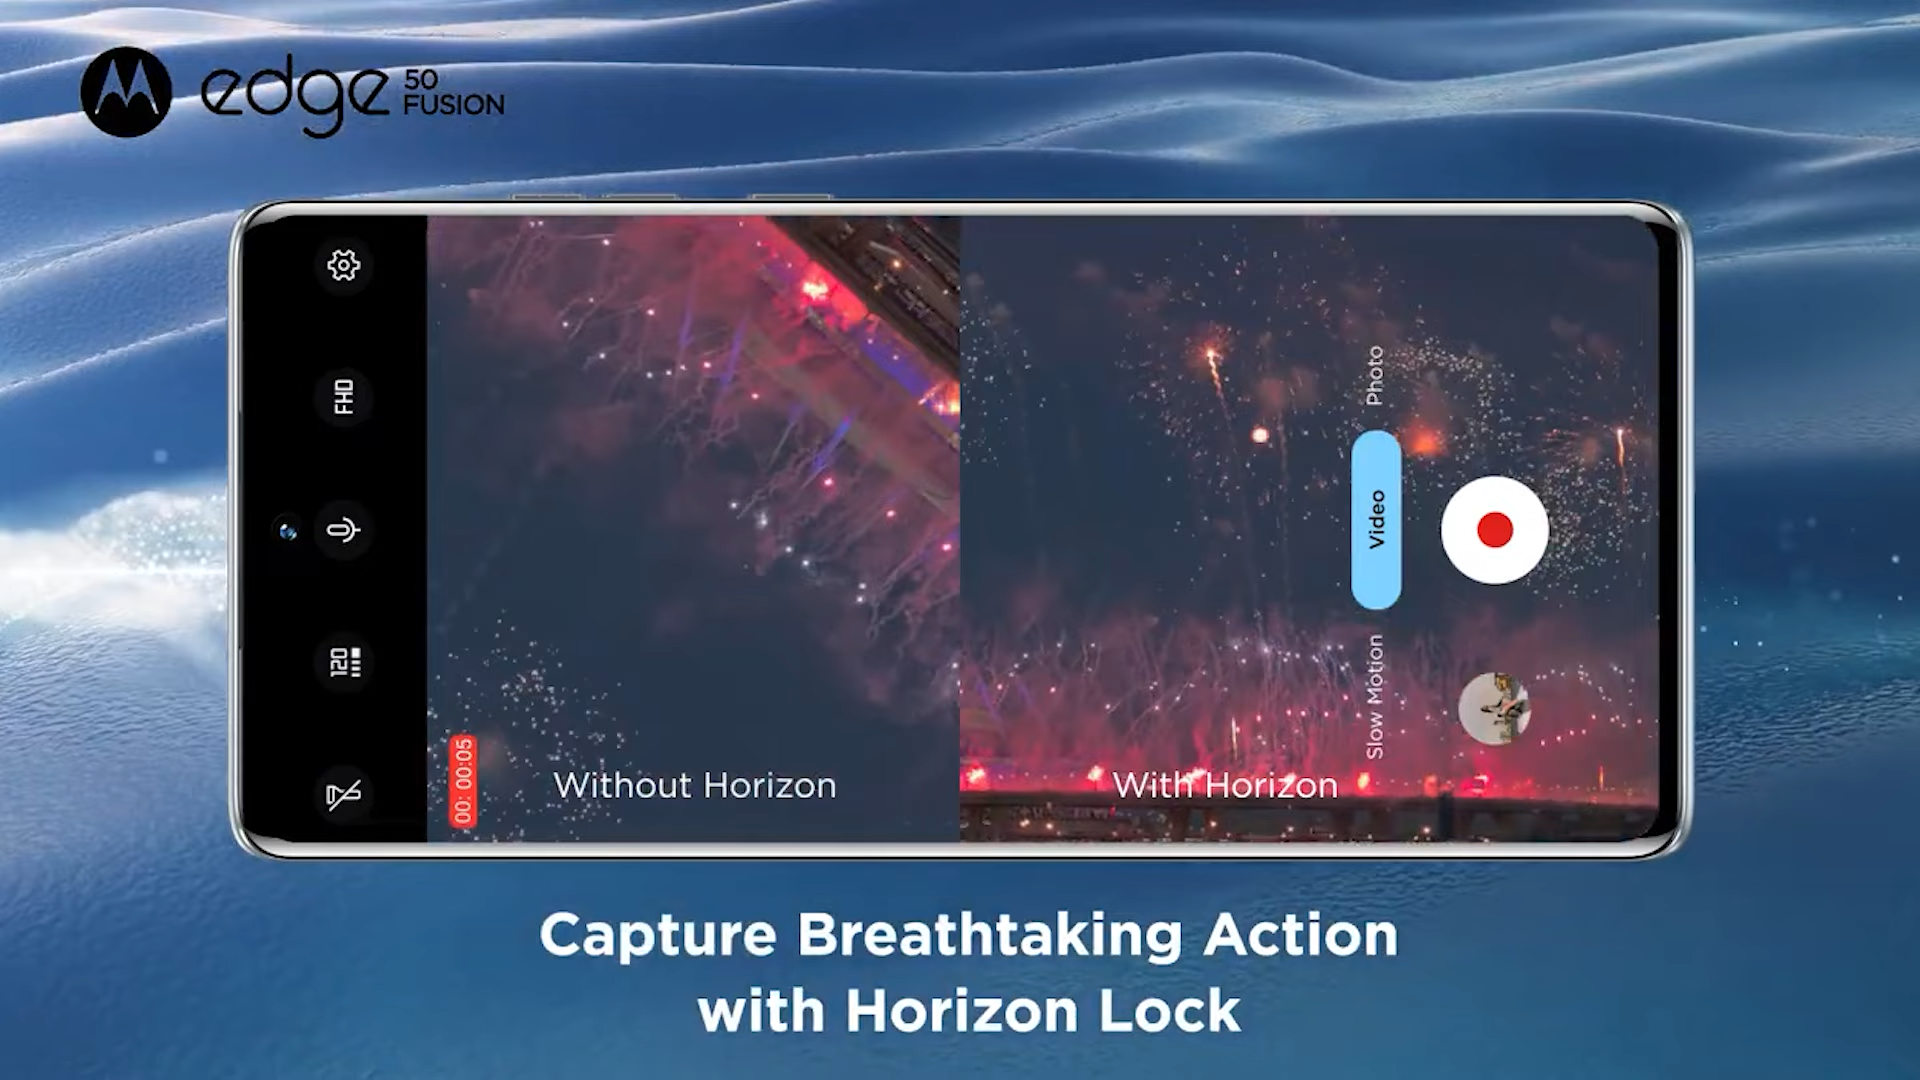 edge 50
FUSION
FHD
120
00:00:05
Photo
Video
Slow Motion
Without Horizon
With Horizon
Capture Breathtaking Action
with Horizon Lock